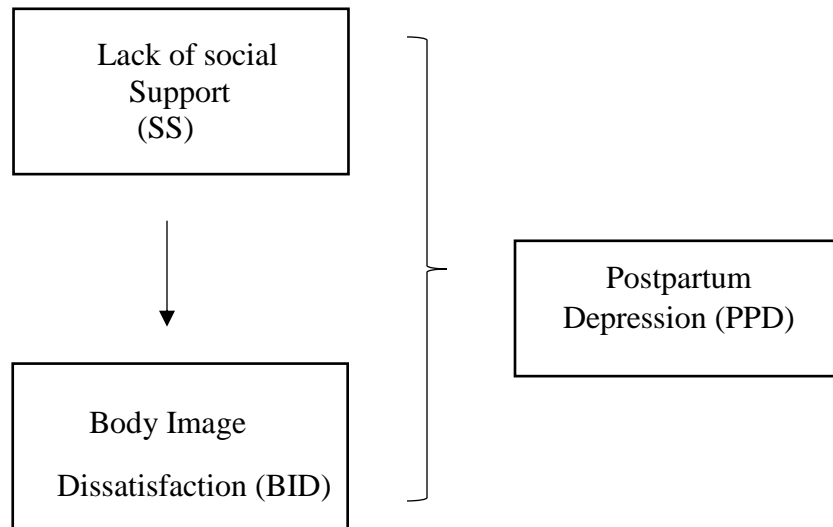 Lack of social
Support
(SS)
Postpartum
Depression (PPD)
Body Image
Dissatisfaction (BID)